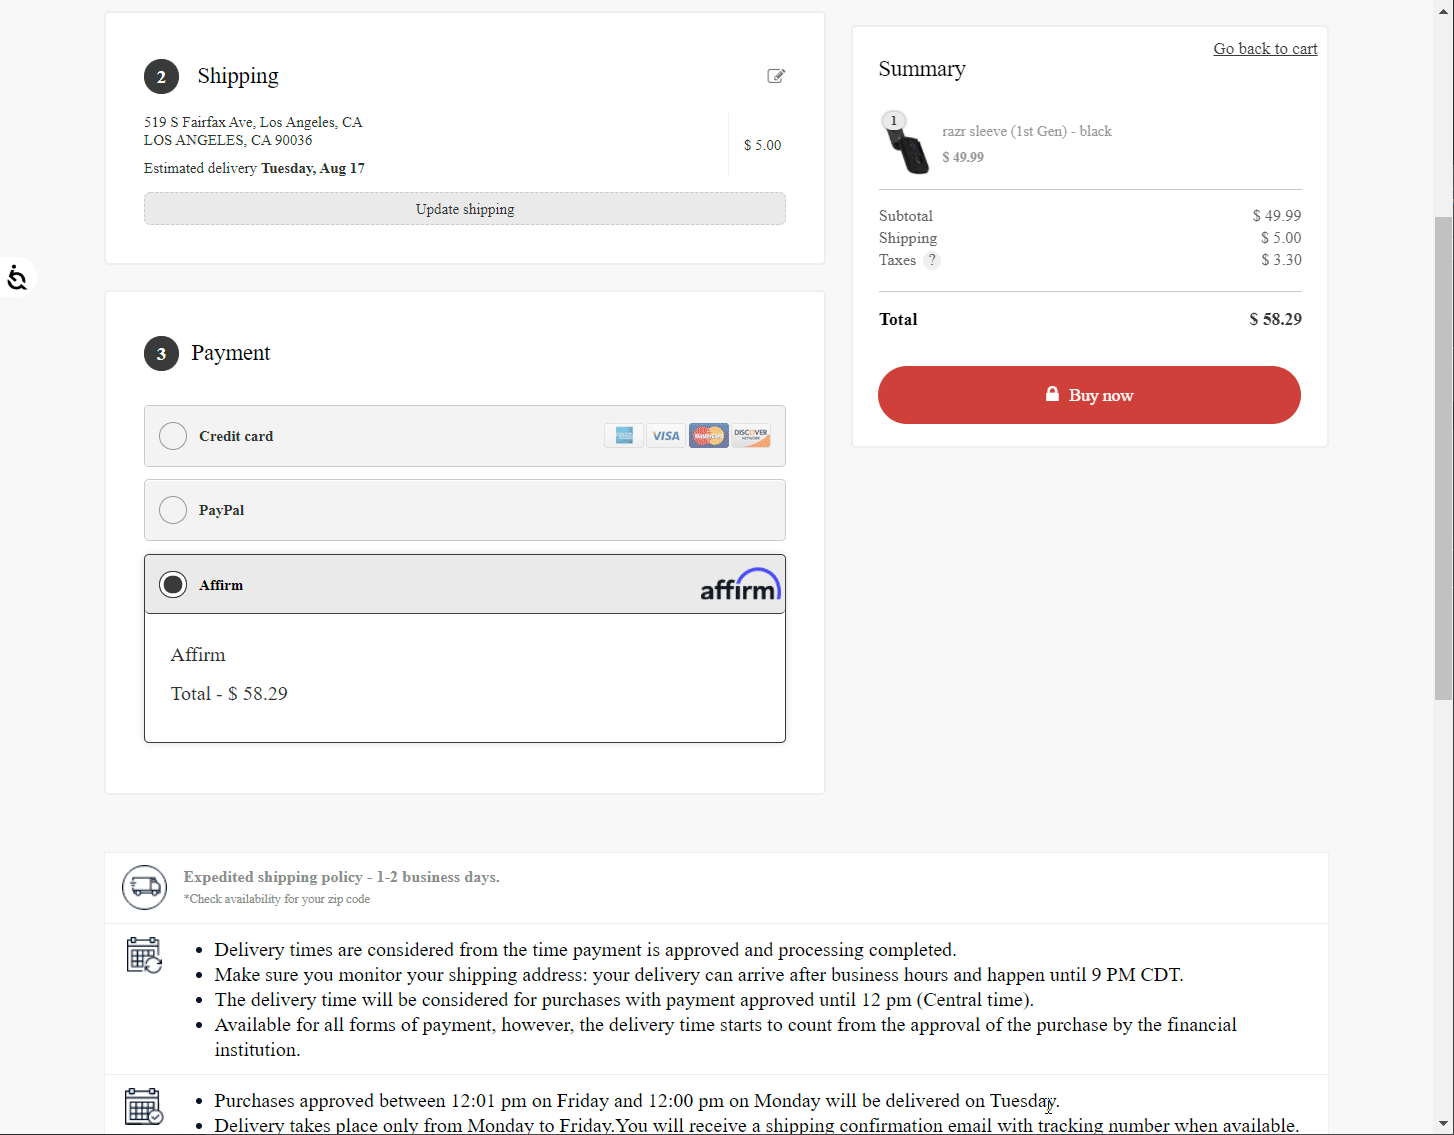 2 Shipping
519 S Fairfax Ave, Los Angeles, CA
LOS ANGELES, CA 90036
Estimated delivery Tuesday, Aug 17
$ 5.00
Update shipping
3 Payment
Credit card
VISA
MasterCard
DISCOVER
NETWORK
PayPal
Affirm
affirm
Affirm
Total - $ 58.29
Go back to cart
Summary
1
razr sleeve (1st Gen) - black
$ 49.99
Subtotal $ 49.99
Shipping $ 5.00
Taxes ? $ 3.30
Total $ 58.29
Buy now
Expedited shipping policy - 1-2 business days.
*Check availability for your zip code
• Delivery times are considered from the time payment is approved and processing completed.
• Make sure you monitor your shipping address: your delivery can arrive after business hours and happen until 9 PM CDT.
• The delivery time will be considered for purchases with payment approved until 12 pm (Central time).
• Available for all forms of payment, however, the delivery time starts to count from the approval of the purchase by the financial
institution.
• Purchases approved between 12:01 pm on Friday and 12:00 pm on Monday will be delivered on Tuesday.
• Delivery takes place only from Monday to Friday.You will receive a shipping confirmation email with tracking number when available.